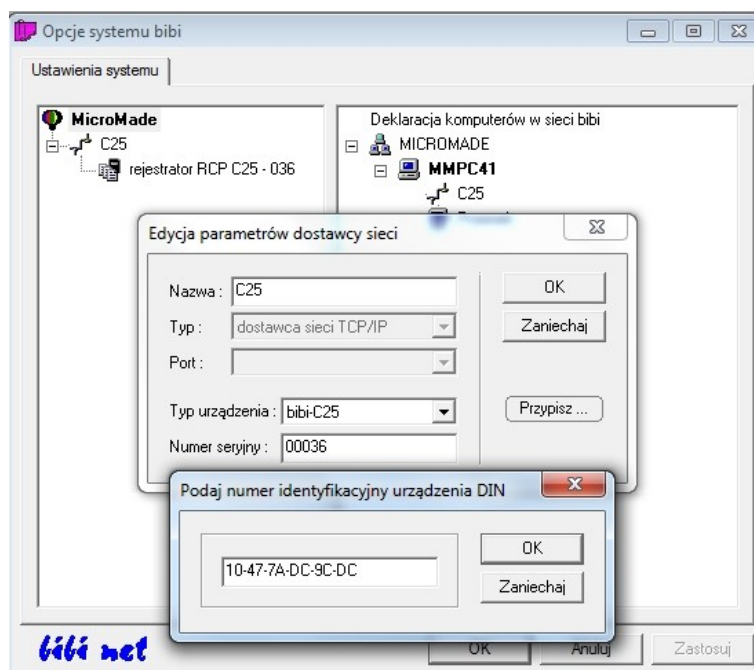 Opcje systemu bibi
Ustawienia systemu
MicroMade
C25
rejestrator RCP C25 - 036
Deklaracja komputerów w sieci bibi
MICROMADE
MMPC41
C25
Edycja parametrów dostawcy sieci
Nazwa : C25
Typ : dostawca sieci TCP/IP
Port :
Typ urządzenia : bibi-C25
Numer seryjny : 00036
OK
Zaniechaj
Przypisz ...
Podaj numer identyfikacyjny urządzenia DIN
10-47-7A-DC-9C-DC
OK
Zaniechaj
bibi net
OK
Anuluj
Zastosuj